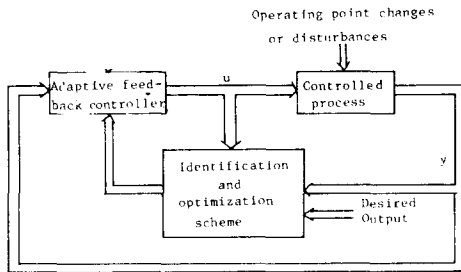 Operating point changes
or disturbances
Adaptive feed-
back controller
u
Controlled
process
Identification
and
optimization
scheme
y
Desired
Output